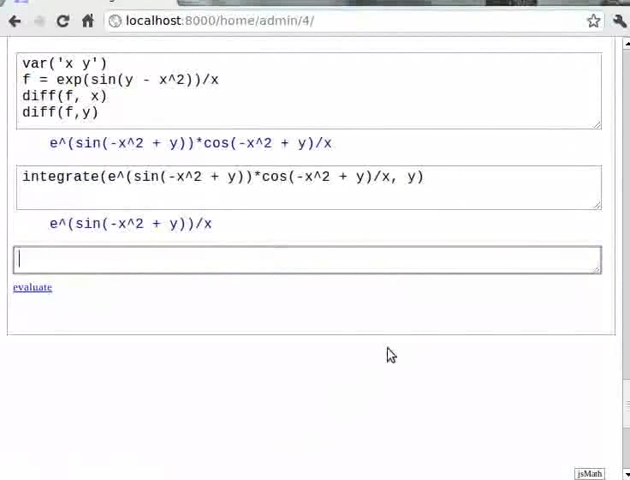 localhost:8000/home/admin/4/
var('x y')
f = exp(sin(y - x^2))/x
diff(f, x)
diff(f,y)
e^(sin(-x^2 + y))*cos(-x^2 + y)/x
integrate(e^(sin(-x^2 + y))*cos(-x^2 + y)/x, y)
e^(sin(-x^2 + y))/x
evaluate
jsMath